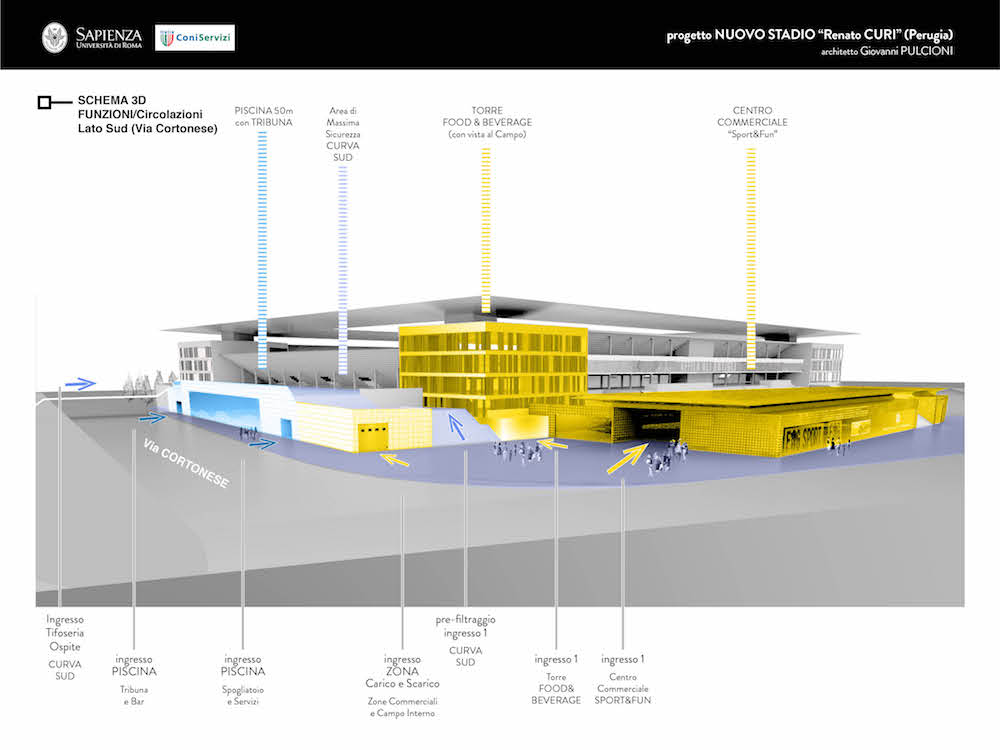 SAPIENZA
UNIVERSITÀ DI ROMA
ConiServizi
progetto NUOVO STADIO “Renato CURI” (Perugia)
architetto Giovanni PULCIONI
SCHEMA 3D
FUNZIONI/Circolazioni
Lato Sud (Via Cortonese)
PISCINA 50m
con TRIBUNA
Area di
Massima
Sicurezza
CURVA
SUD
TORRE
FOOD & BEVERAGE
(con vista al Campo)
CENTRO
COMMERCIALE
“Sport&Fun”
Via CORTONESE
SPORT
Ingresso
Tifoseria
Ospite
CURVA
SUD
ingresso
PISCINA
Tribuna
e Bar
ingresso
PISCINA
Spogliatoio
e Servizi
ingresso
ZONA
Carico e Scarico
Zone Commerciali
e Campo Interno
pre-filtraggio
ingresso 1
CURVA
SUD
ingresso 1
Torre
FOOD&
BEVERAGE
ingresso 1
Centro
Commerciale
SPORT&FUN